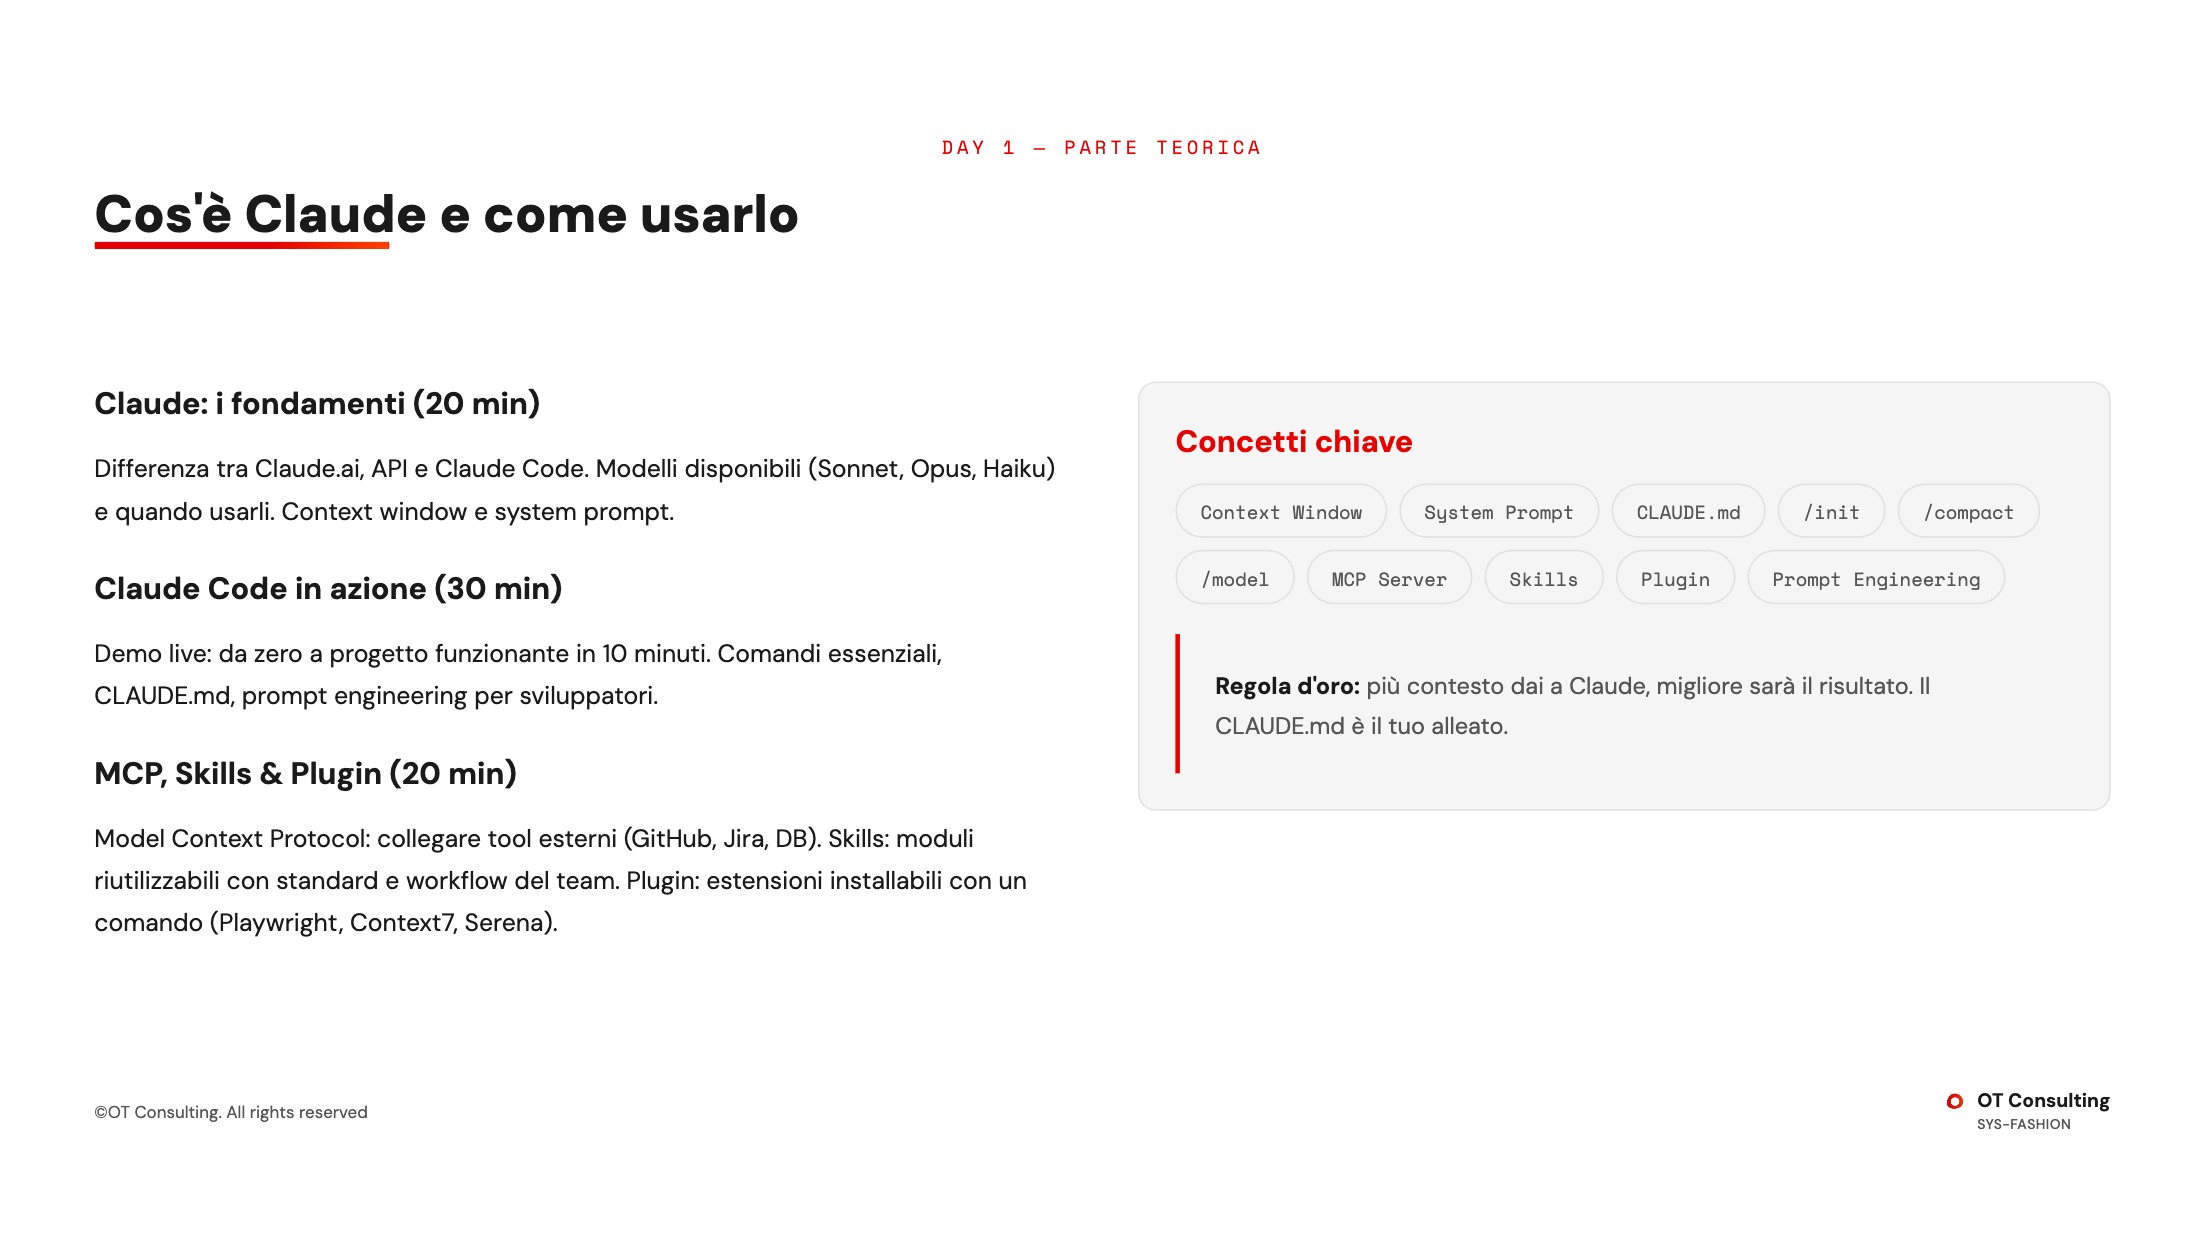 DAY 1 — PARTE TEORICA
Cos'è Claude e come usarlo
Claude: i fondamenti (20 min)
Differenza tra Claude.ai, API e Claude Code. Modelli disponibili (Sonnet, Opus, Haiku)
e quando usarli. Context window e system prompt.
Claude Code in azione (30 min)
Demo live: da zero a progetto funzionante in 10 minuti. Comandi essenziali,
CLAUDE.md, prompt engineering per sviluppatori.
MCP, Skills & Plugin (20 min)
Model Context Protocol: collegare tool esterni (GitHub, Jira, DB). Skills: moduli
riutilizzabili con standard e workflow del team. Plugin: estensioni installabili con un
comando (Playwright, Context7, Serena).
Concetti chiave
Context Window System Prompt CLAUDE.md /init /compact
/model MCP Server Skills Plugin Prompt Engineering
Regola d'oro: più contesto dai a Claude, migliore sarà il risultato. Il
CLAUDE.md è il tuo alleato.
©OT Consulting. All rights reserved
OT Consulting
SYS-FASHION